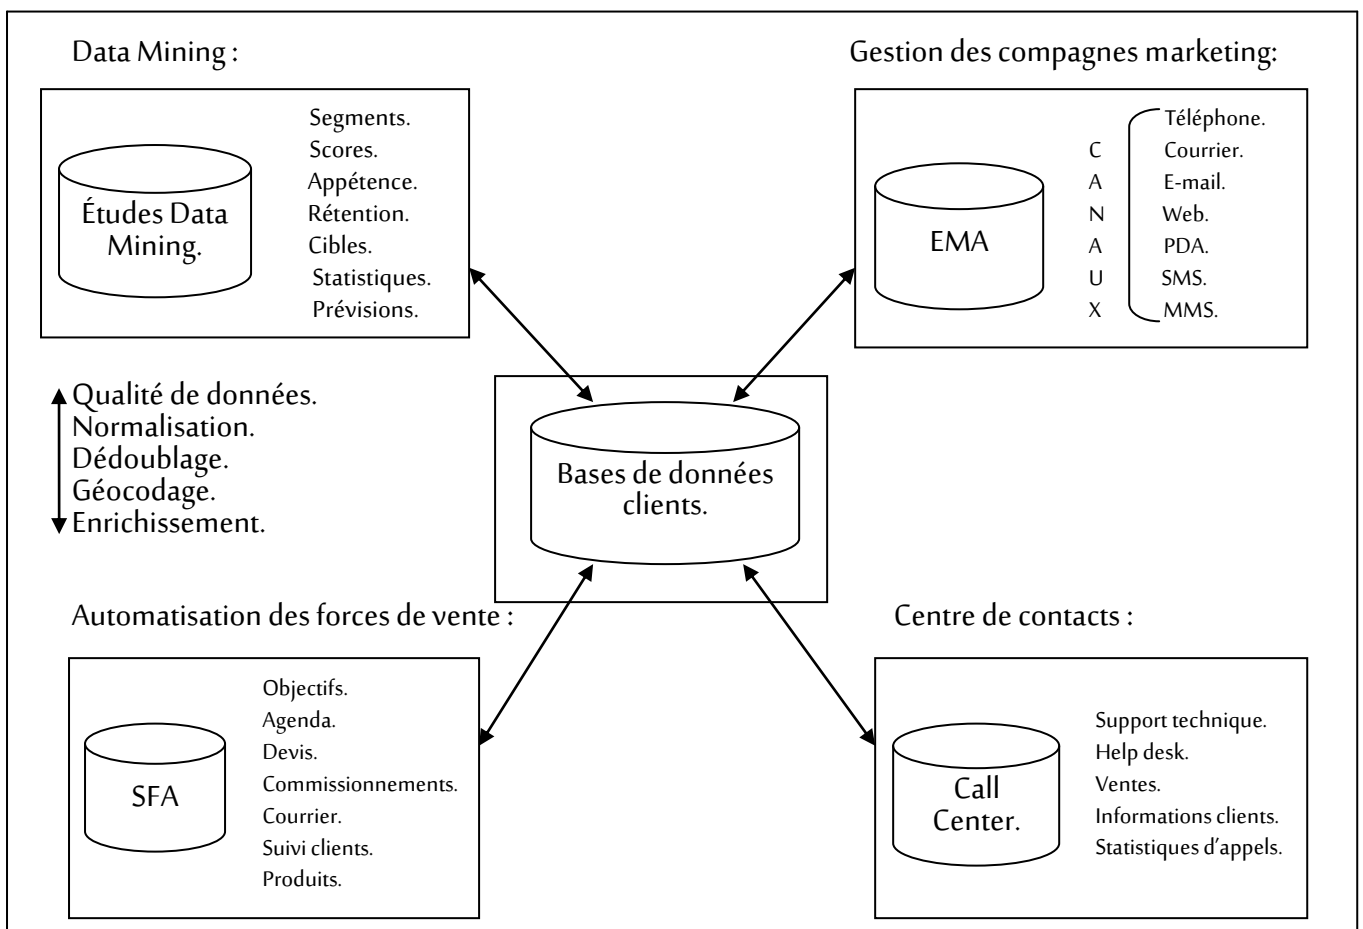 Data Mining :
Études Data
Mining.
Segments.
Scores.
Appétence.
Rétention.
Cibles.
Statistiques.
Prévisions.
Gestion des compagnes marketing:
EMA
C
A
N
A
U
X
Téléphone.
Courrier.
E-mail.
Web.
PDA.
SMS.
MMS.
Qualité de données.
Normalisation.
Dédoublage.
Géocodage.
Enrichissement.
Bases de données
clients.
Automatisation des forces de vente :
SFA
Objectifs.
Agenda.
Devis.
Commissionnements.
Courrier.
Suivi clients.
Produits.
Centre de contacts :
Call
Center.
Support technique.
Help desk.
Ventes.
Informations clients.
Statistiques d’appels.